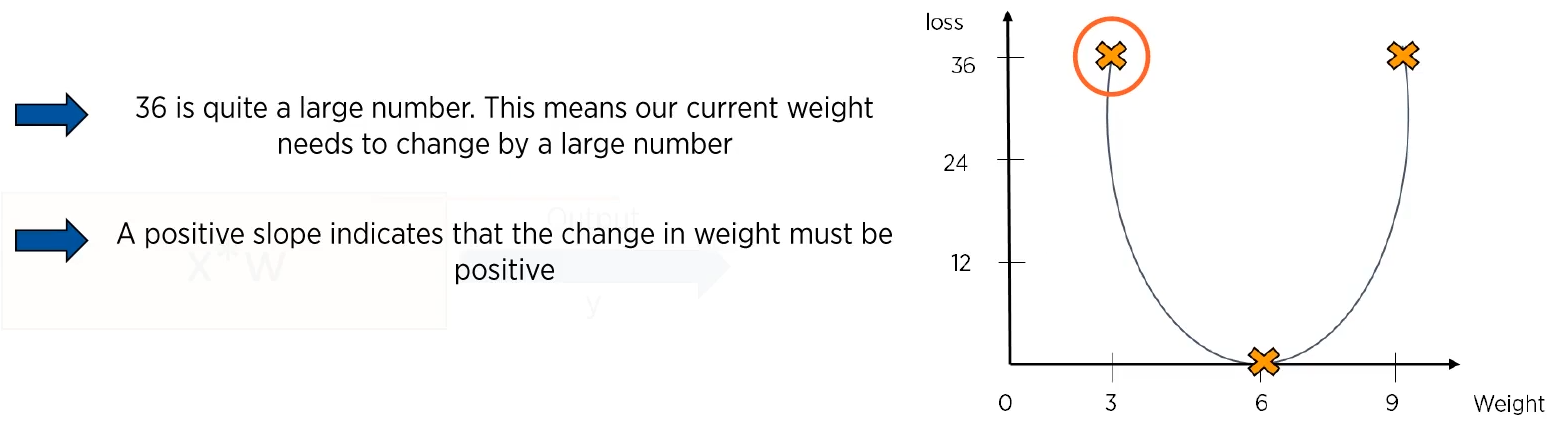 36 is quite a large number. This means our current weight
needs to change by a large number
A positive slope indicates that the change in weight must be
positive
Output
x*w
y
loss
36
24
12
0
3
6
9
Weight